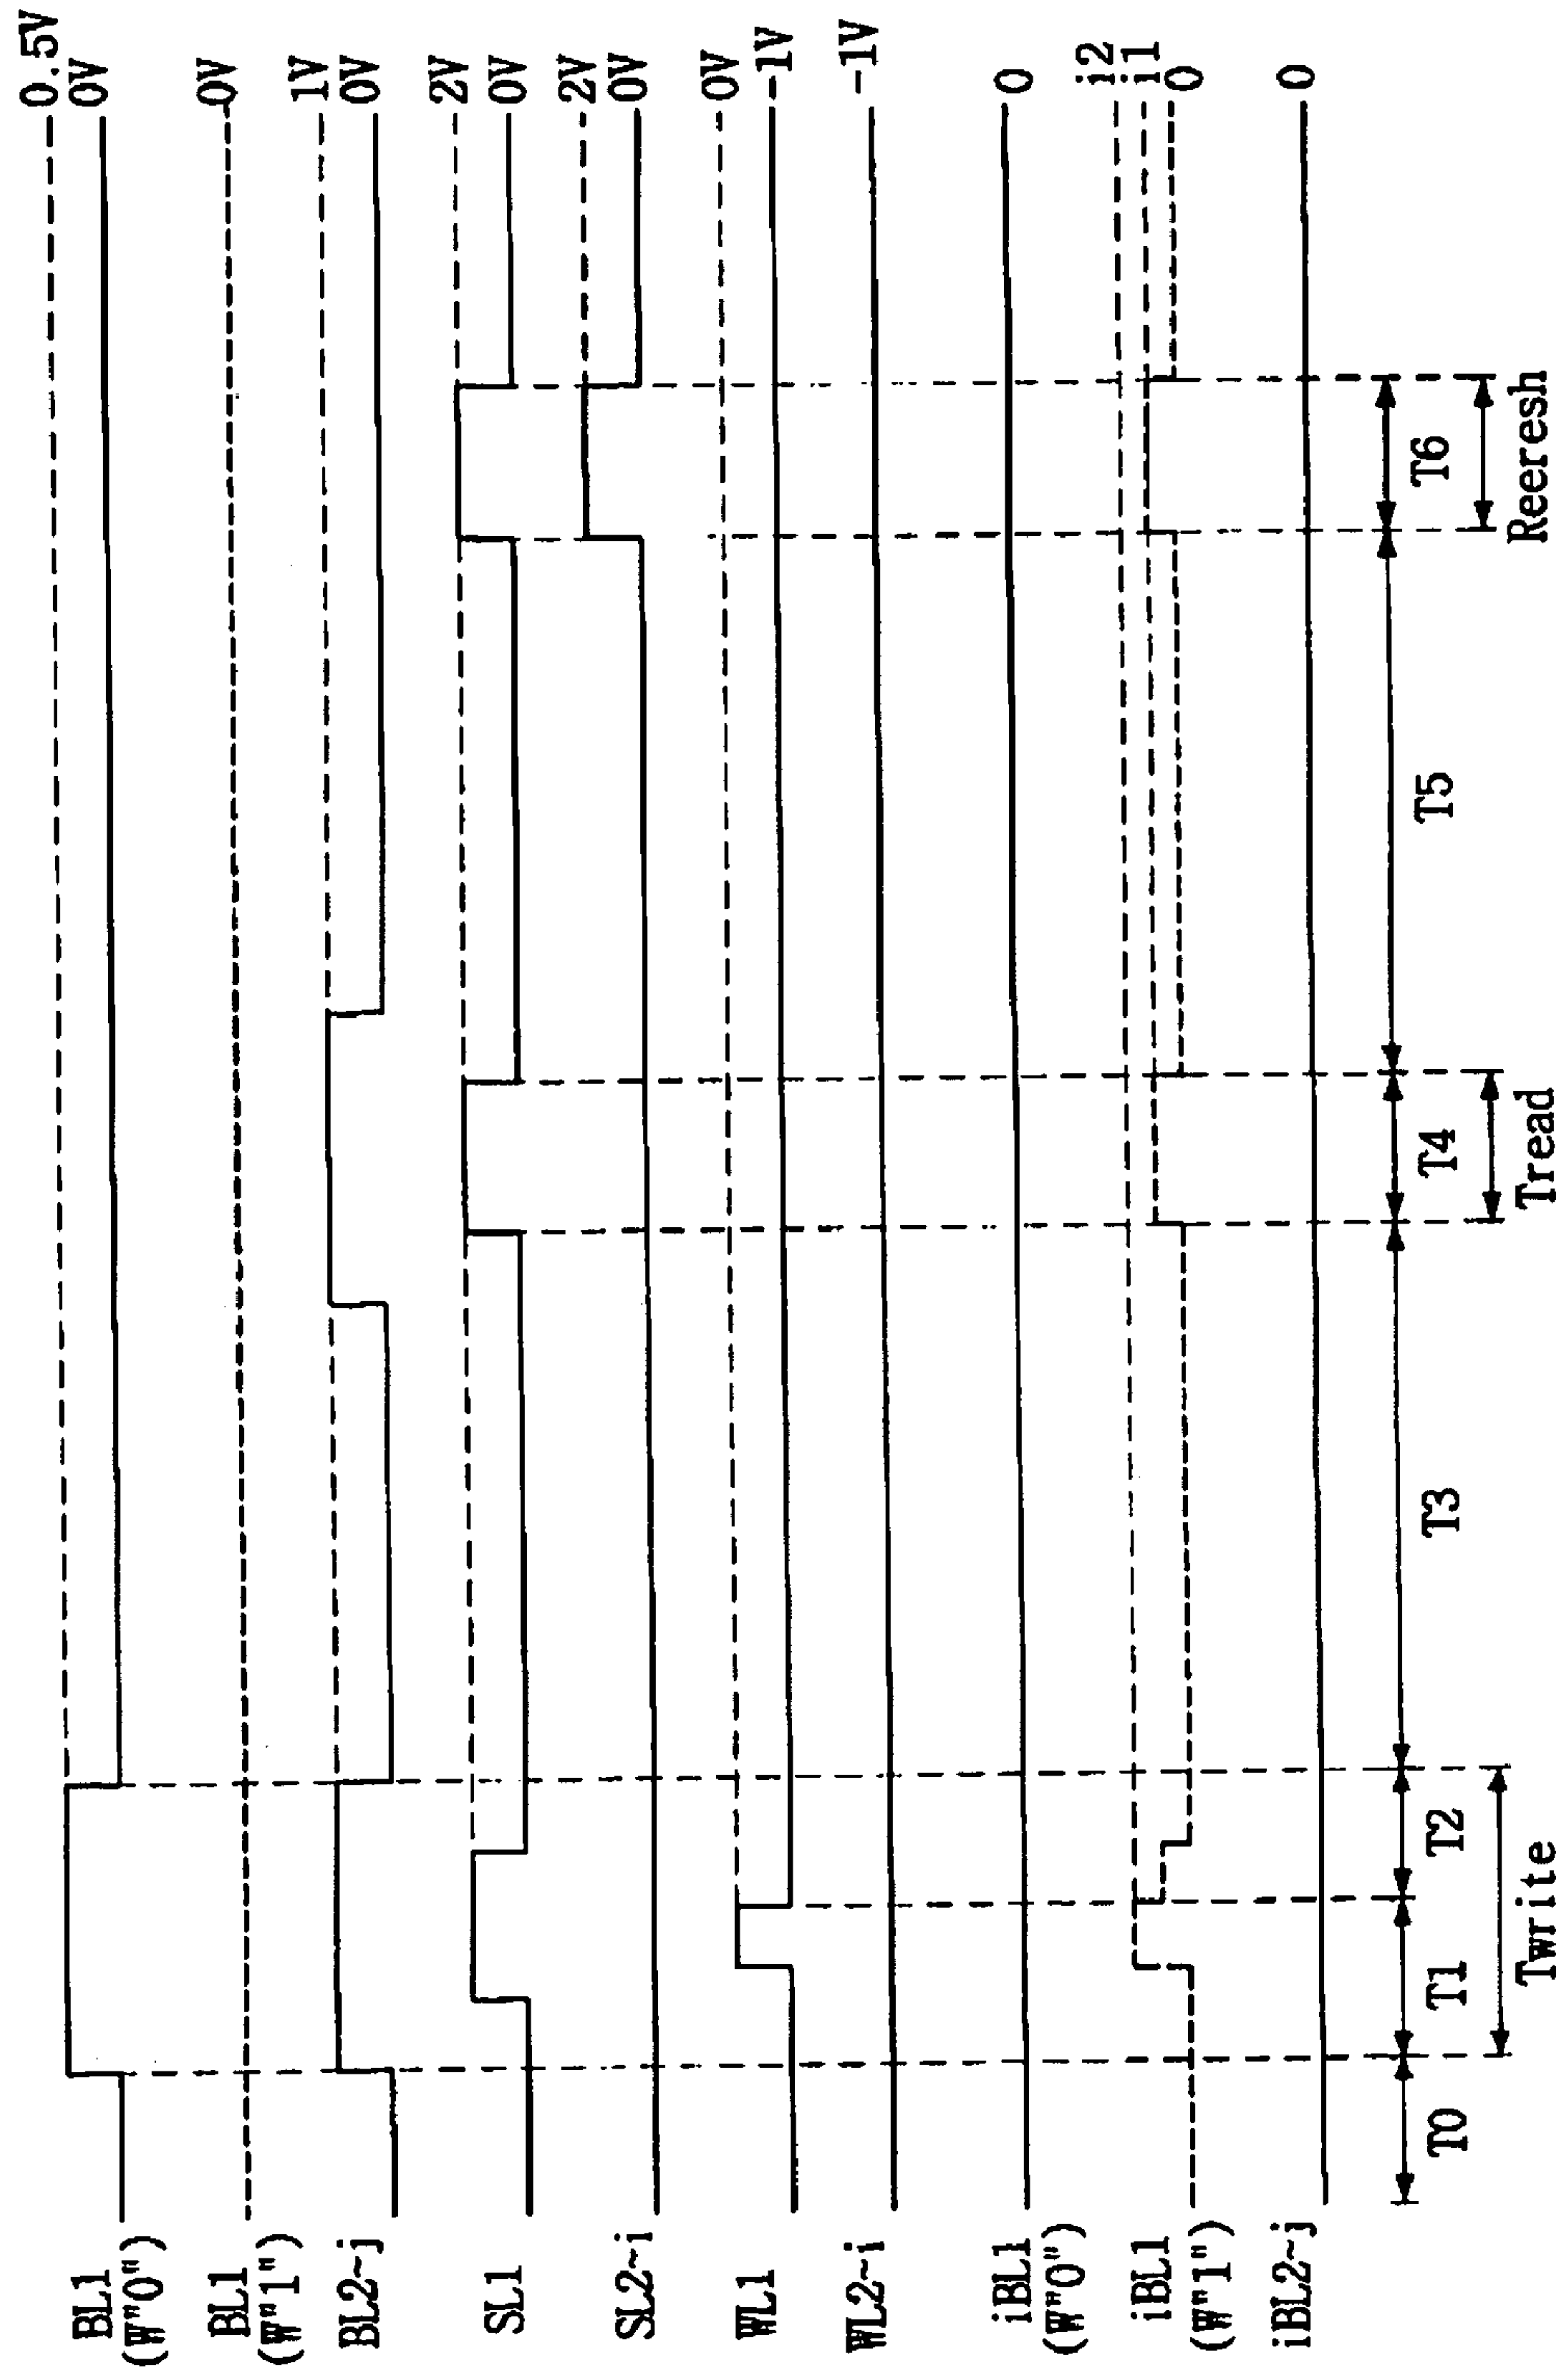 BL1
(W"0")
0.5V
0V
BL1
(W"1")
0V
BL2~j
1V
0V
SL1
2V
0V
SL2~i
2V
0V
WL1
0V
-1V
WL2~i
-1V
iBL1
(W"0")
0
iBL1
(W"1")
i2
i1
0
iBL2~j
0
T0
T1
T2
T3
T4
T5
T6
Twrite
Tread
Reeresh